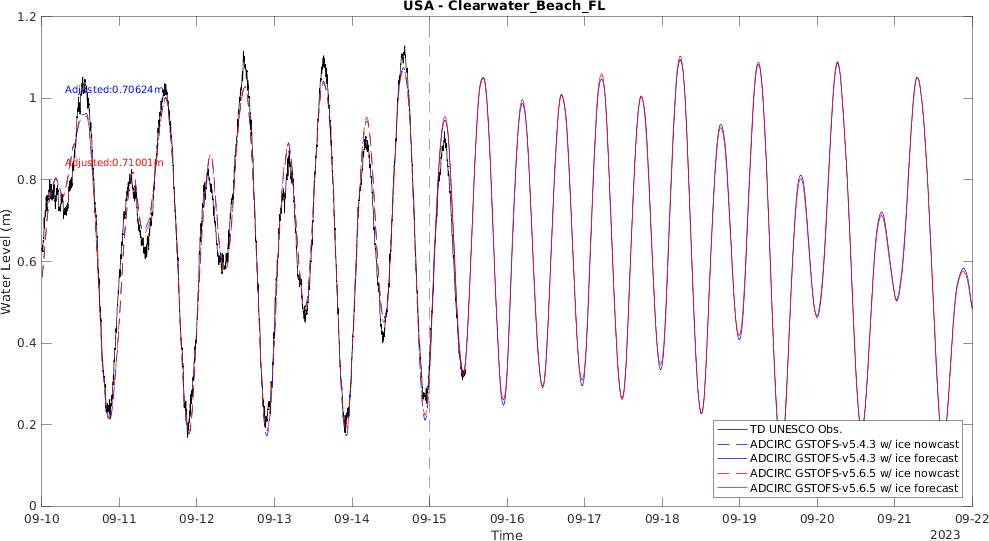 USA - Clearwater_Beach_FL
1.2
1
0.8
0.6
0.4
0.2
0
Water Level (m)
Adjusted:0.70624m
Adjusted:0.71001m
TD UNESCO Obs.
ADCIRC GSTOFS-v5.4.3 w/ ice nowcast
ADCIRC GSTOFS-v5.4.3 w/ ice forecast
ADCIRC GSTOFS-v5.6.5 w/ ice nowcast
ADCIRC GSTOFS-v5.6.5 w/ ice forecast
09-10 09-11 09-12 09-13 09-14 09-15 09-16 09-17 09-18 09-19 09-20 09-21 09-22
Time
2023